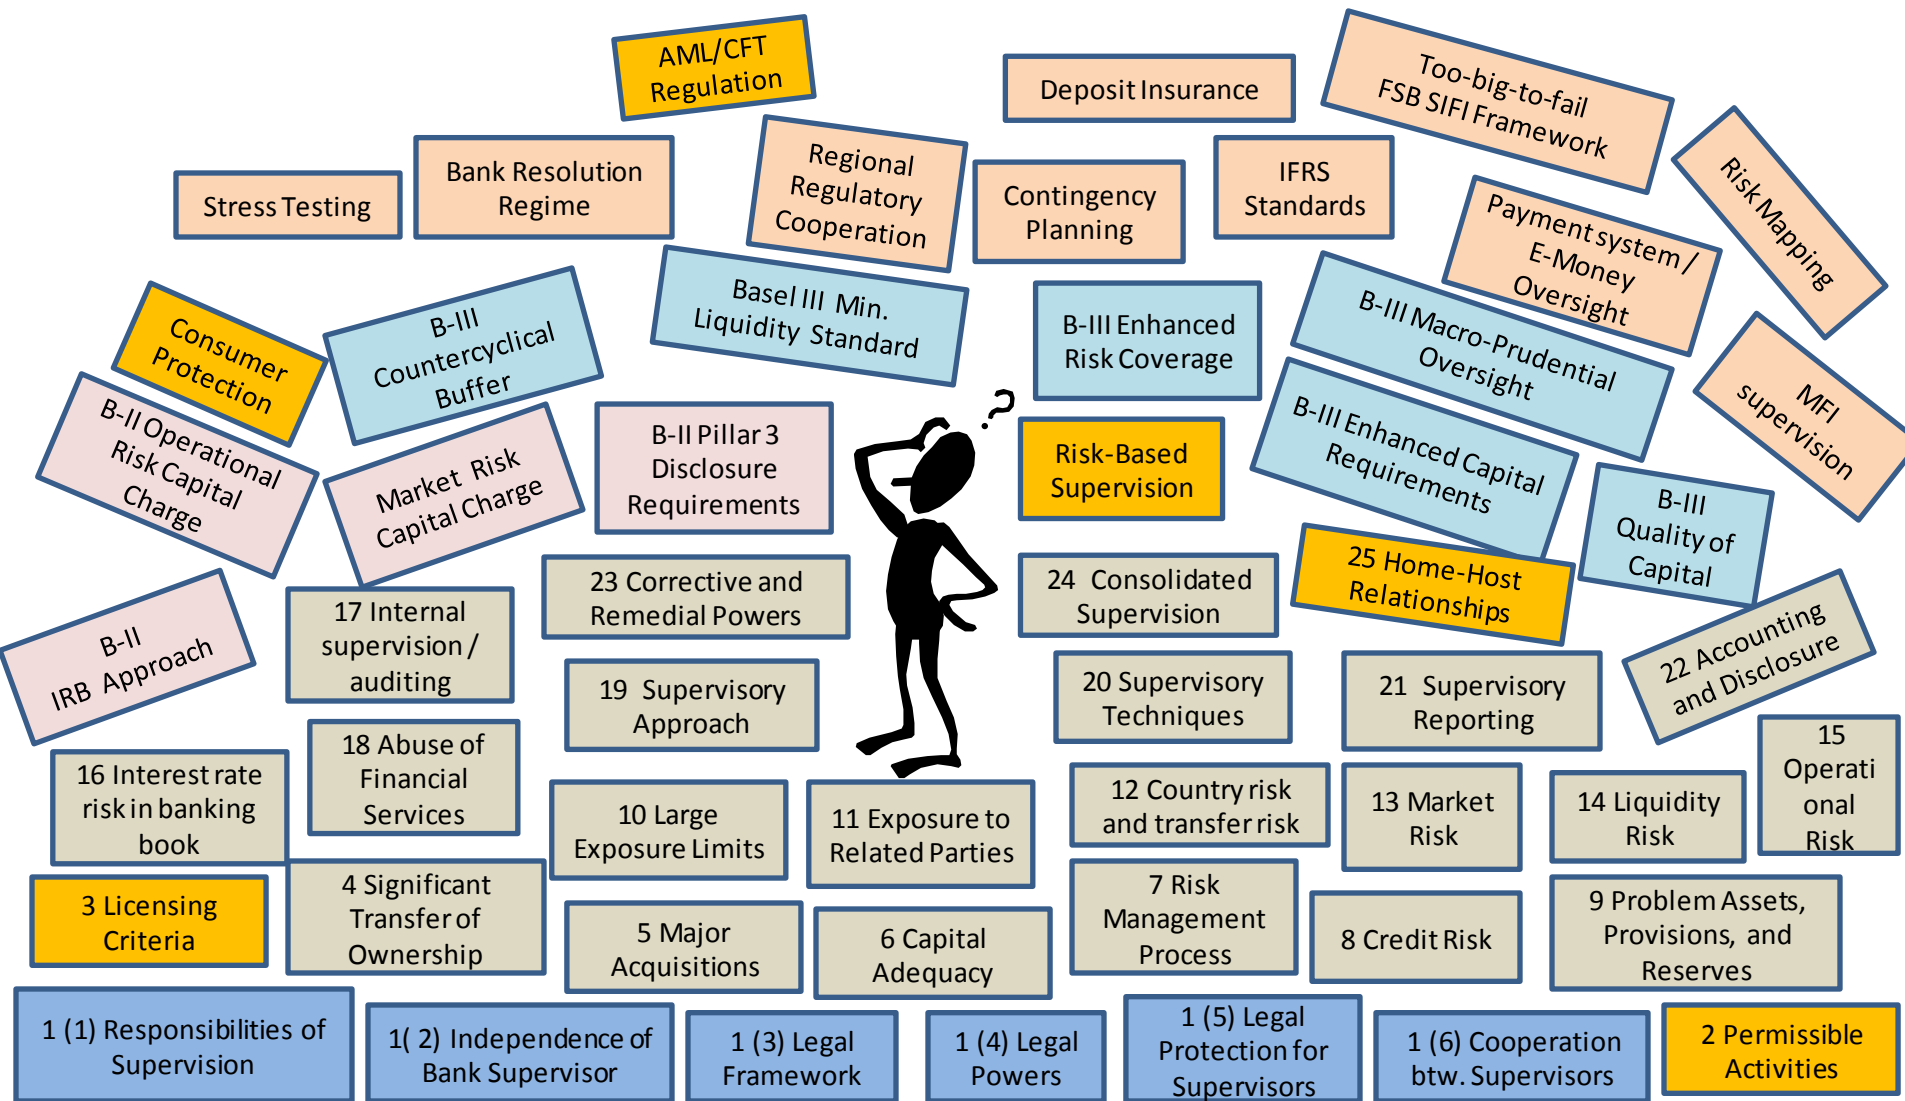 AML/CFT
Regulation
Deposit Insurance
Too-big-to-fail
FSB SIFI Framework
Risk Mapping
Stress Testing
Bank Resolution
Regime
Regional
Regulatory
Cooperation
Contingency
Planning
IFRS
Standards
Payment system /
E-Money
Oversight
Consumer
Protection
B-III
Countercyclical
Buffer
Basel III Min.
Liquidity Standard
B-III Enhanced
Risk Coverage
B-III Macro-Prudential
Oversight
MFI
supervision
B-II Operational
Risk Capital
Charge
Market Risk
Capital Charge
B-II Pillar 3
Disclosure
Requirements
?
Risk-Based
Supervision
B-III Enhanced Capital
Requirements
B-III
Quality of
Capital
B-II
IRB Approach
17 Internal
supervision /
auditing
23 Corrective and
Remedial Powers
24 Consolidated
Supervision
25 Home-Host
Relationships
22 Accounting
and Disclosure
19 Supervisory
Approach
20 Supervisory
Techniques
21 Supervisory
Reporting
16 Interest rate
risk in banking
book
18 Abuse of
Financial
Services
10 Large
Exposure Limits
11 Exposure to
Related Parties
12 Country risk
and transfer risk
13 Market
Risk
14 Liquidity
Risk
15
Operati
onal
Risk
3 Licensing
Criteria
4 Significant
Transfer of
Ownership
5 Major
Acquisitions
6 Capital
Adequacy
7 Risk
Management
Process
8 Credit Risk
9 Problem Assets,
Provisions, and
Reserves
1 (1) Responsibilities of
Supervision
1( 2) Independence of
Bank Supervisor
1 (3) Legal
Framework
1 (4) Legal
Powers
1 (5) Legal
Protection for
Supervisors
1 (6) Cooperation
btw. Supervisors
2 Permissible
Activities